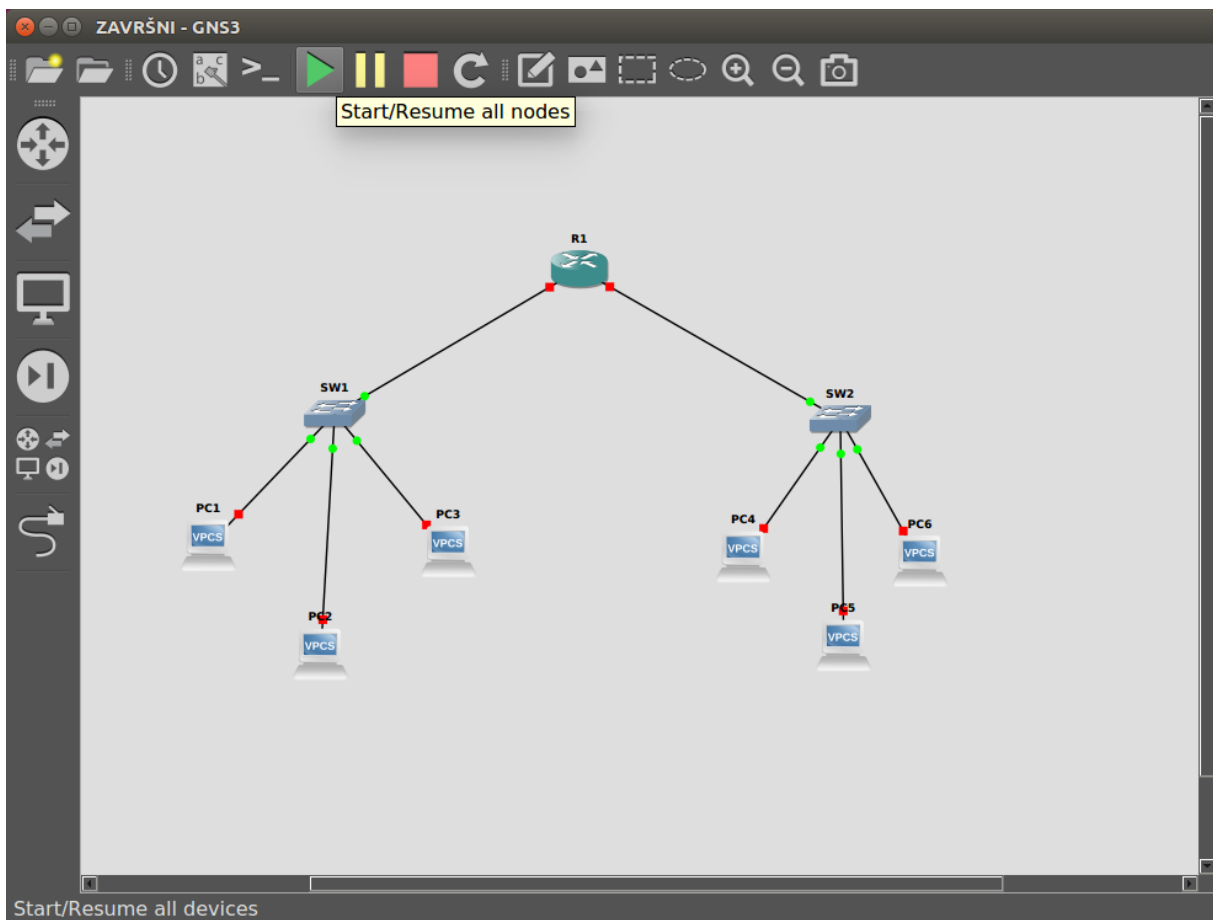 ZAVRŠNI - GNS3
a c
b
>_
Start/Resume all nodes
R1
SW1
SW2
PC1
VPCS
PC3
VPCS
PC4
VPCS
PC6
VPCS
PC2
VPCS
PC5
VPCS
Start/Resume all devices